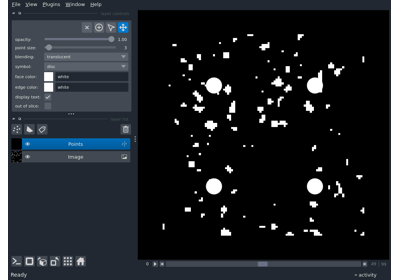 File View Plugins Window Help
opacity: 1.00
point size: 3
blending: translucent
symbol: disc
face color: white
edge color: white
display text:
out of slice:
Points
Image
0
Ready
activity